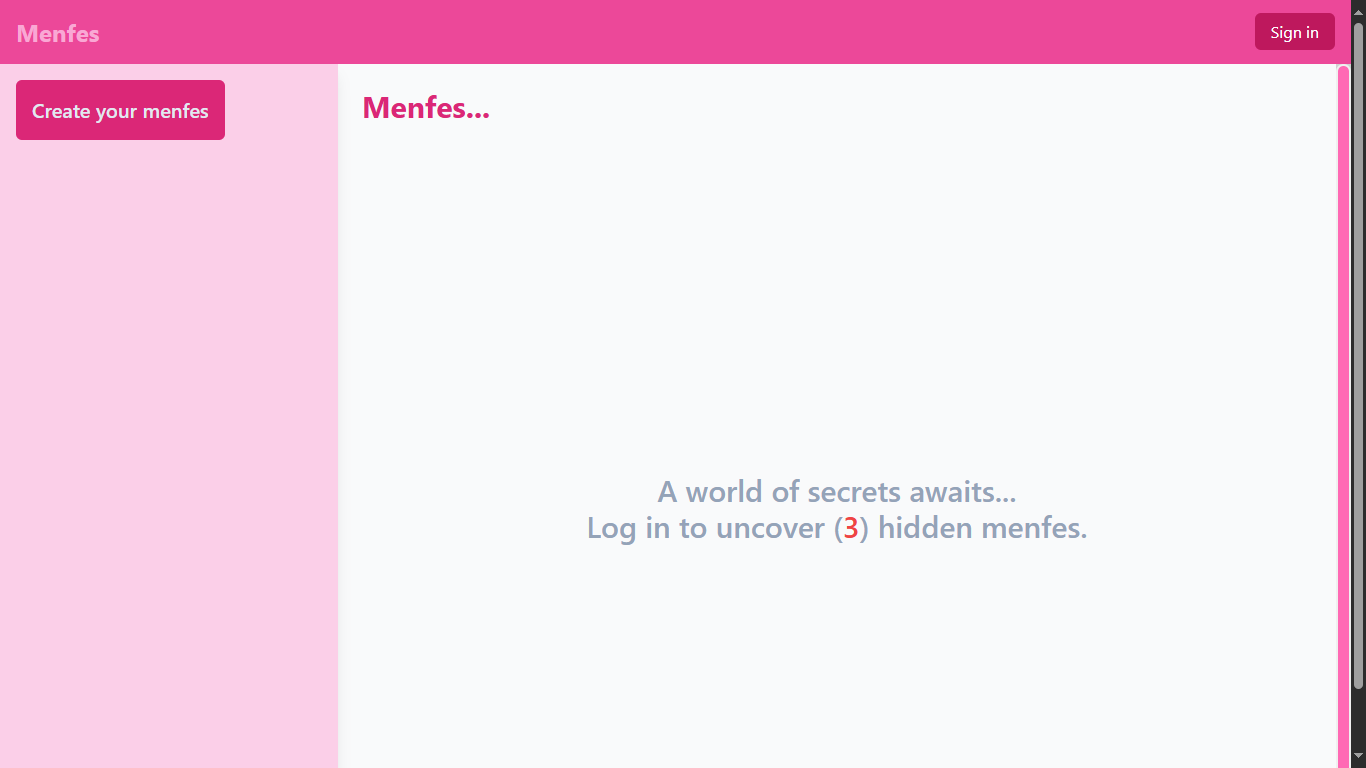 Menfes
Sign in
Create your menfes
Menfes...
A world of secrets awaits...
Log in to uncover (3) hidden menfes.